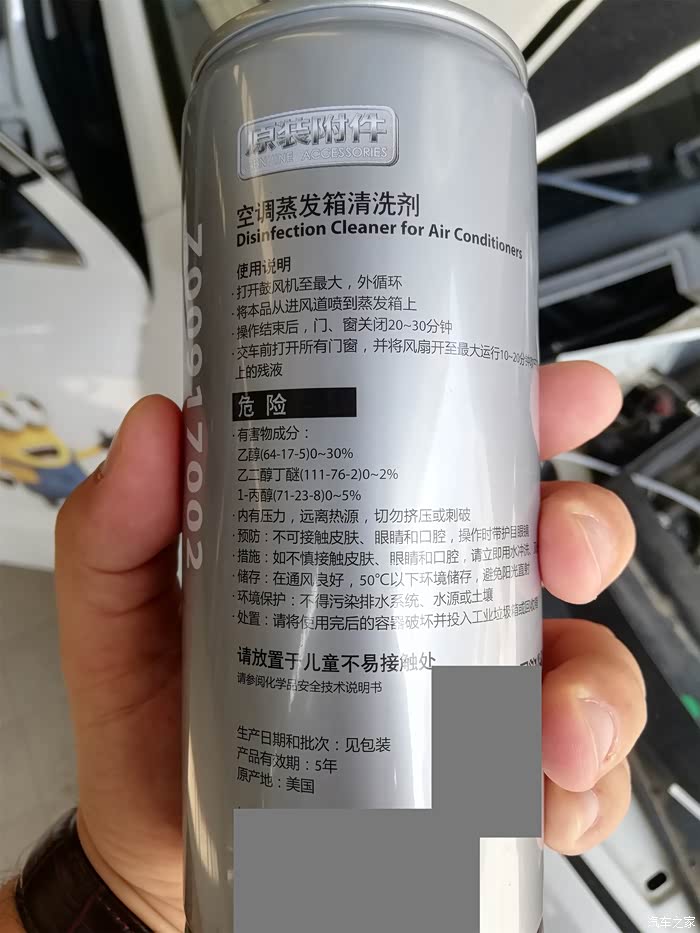 原装附件
GENUINE ACCESSORIES
空调蒸发箱清洗剂
Disinfection Cleaner for Air Conditioners
使用说明
·打开鼓风机至最大，外循环
·将本品从进风道喷到蒸发箱上
·操作结束后，门、窗关闭20~30分钟
·交车前打开所有门窗，并将风扇开至最大运行10~20分钟
上的残液
危险
·有害物成分：
乙醇(64-17-5)0~30%
乙二醇丁醚(111-76-2)0~2%
1-丙醇(71-23-8)0~5%
·内有压力，远离热源，切勿挤压或刺破
·预防：不可接触皮肤、眼睛和口腔，操作时带护目眼镜
·措施：如不慎接触皮肤、眼睛和口腔，请立即用水冲洗，
·储存：在通风良好，50℃以下环境储存，避免阳光直射
·环境保护：不得污染排水系统、水源或土壤
·处置：请将使用完后的容器破坏并投入工业垃圾
请放置于儿童不易接触处
请参阅化学品安全技术说明书
生产日期和批次：见包装
产品有效期：5年
原产地：美国
Z00917002
汽车之家